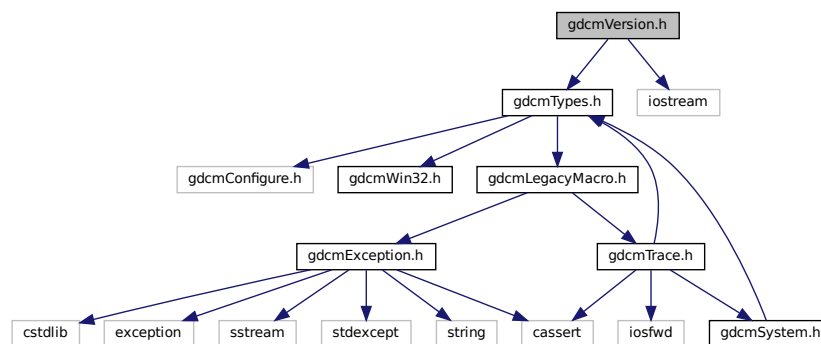 gdcmVersion.h
gdcmTypes.h
iostream
gdcmConfigure.h
gdcmWin32.h
gdcmLegacyMacro.h
gdcmException.h
gdcmTrace.h
cstdlib
exception
sstream
stdexcept
string
cassert
iosfwd
gdcmSystem.h